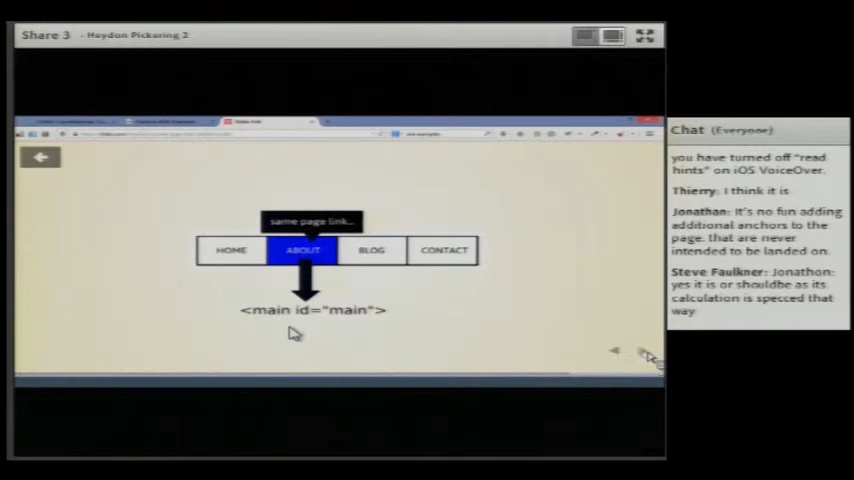 Share 3 - Heydon Pickering 2
same page link...
HOME ABOUT BLOG CONTACT
<main id="main">
Chat (Everyone)
you have turned off "read
hints" on iOS VoiceOver.
Thierry: I think it is
Jonathan: It's no fun adding
additional anchors to the
page. that are never
intended to be landed on.
Steve Faulkner: Jonathon:
yes it is or shouldbe as its
calculation is specced that
way